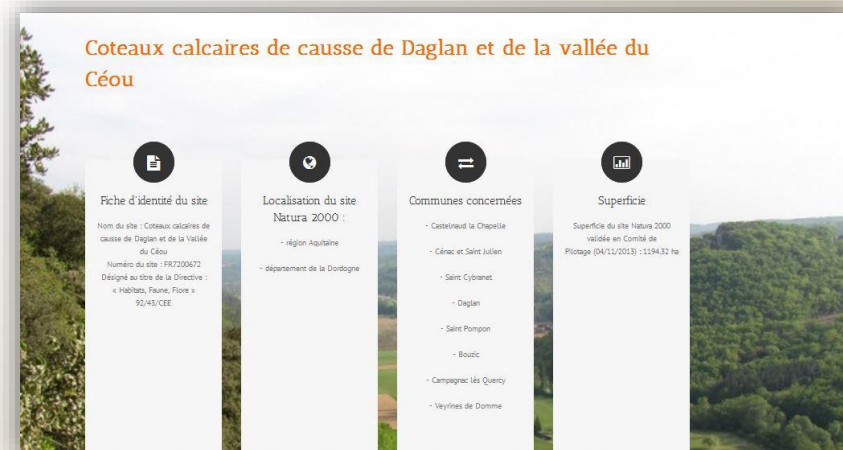 Coteaux calcaires de causse de Daglan et de la vallée du
Céou
Fiche d'identité du site
Nom du site : Coteaux calcaires de
causse de Daglan et de la Vallée
du Céou
Numéro du site : FR7200672
Désigné au titre de la Directive :
« Habitats, Faune, Flore »
92/43/CEE
Localisation du site
Natura 2000 :
- région Aquitaine
- département de la Dordogne
Communes concernées
- Castelnaud la Chapelle
- Cénac et Saint Julien
- Saint Cybranet
- Daglan
- Saint Pompon
- Bouzic
- Campagnac lès Quercy
- Veyrines de Domme
Superficie
Superficie du site Natura 2000
validée en Comité de
Pilotage (04/11/2013) : 1194.32 ha